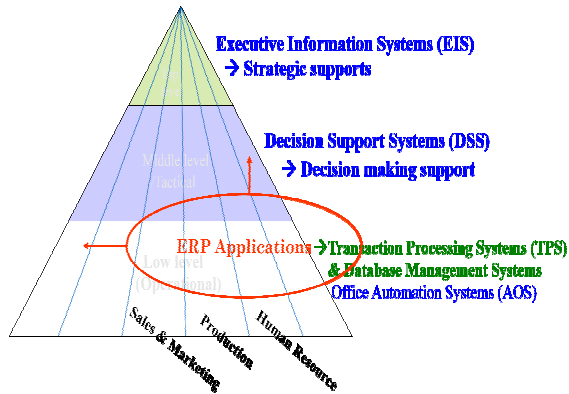 Executive Information Systems (EIS)
→ Strategic supports
Decision Support Systems (DSS)
→ Decision making support
Middle level
Tactical
ERP Applications
→ Transaction Processing Systems (TPS)
& Database Management Systems
Office Automation Systems (AOS)
Low level
(Operational)
Sales & Marketing
Production
Human Resource